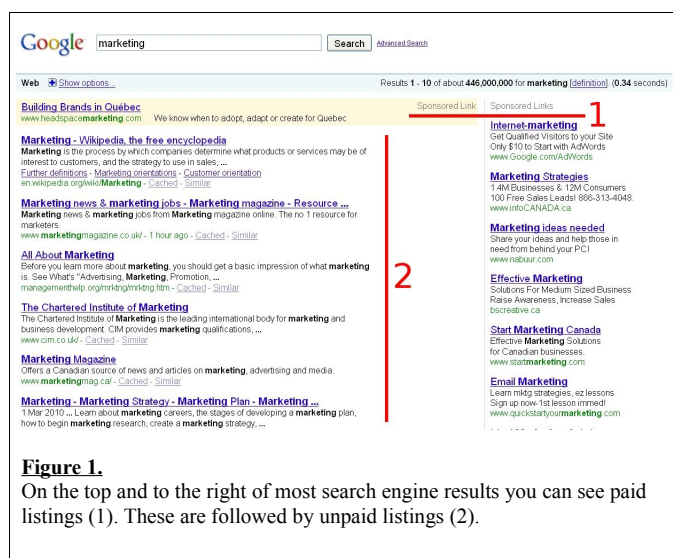 Google marketing Search Advanced Search
Web Show options... Results 1 - 10 of about 446,000,000 for marketing [definition]. (0.34 seconds)
Building Brands in Québec Sponsored Link
www.headspacemarketing.com We know when to adopt, adapt or create for Quebec
Marketing - Wikipedia, the free encyclopedia
Marketing is the process by which companies determine what products or services may be of
interest to customers, and the strategy to use in sales, ...
Further definitions - Marketing orientations - Customer orientation
en.wikipedia.org/wiki/Marketing - Cached - Similar
Marketing news & marketing jobs - Marketing magazine - Resource ...
Marketing news & marketing jobs from Marketing magazine online. The no 1 resource for
marketers.
www.marketingmagazine.co.uk/ - 1 hour ago - Cached - Similar
All About Marketing
Before you learn more about marketing, you should get a basic impression of what marketing
is. See What's "Advertising, Marketing, Promotion, ...
managementhelp.org/mrktng/mrktng.htm - Cached - Similar
The Chartered Institute of Marketing
The Chartered Institute of Marketing is the leading international body for marketing and
business development. CIM provides marketing qualifications, ...
www.cim.co.uk/ - Cached - Similar
Marketing Magazine
Offers a Canadian source of news and articles on marketing, advertising and media.
www.marketingmag.ca/ - Cached - Similar
Marketing - Marketing Strategy - Marketing Plan - Marketing ...
1 Mar 2010 ... Learn about marketing careers, the stages of developing a marketing plan,
how to begin marketing research, create a marketing strategy, ...
2
Sponsored Links
1
Internet-marketing
Get Qualified Visitors to your Site
Only $10 to Start with AdWords
www.Google.com/AdWords
Marketing Strategies
1.4M Businesses & 12M Consumers
100 Free Sales Leads! 866-313-4048.
www.infoCANADA.ca
Marketing ideas needed
Share your ideas and help those in
need from behind your PC!
www.nabuur.com
Effective Marketing
Solutions For Medium Sized Business
Raise Awareness, Increase Sales
bscreative.ca
Start Marketing Canada
Effective Marketing Solutions
for Canadian businesses.
www.startmarketing.com
Email Marketing
Learn mktg strategies, ez lessons
Sign up now-1st lesson immed!
www.quickstartyourmarketing.com
Figure 1.
On the top and to the right of most search engine results you can see paid
listings (1). These are followed by unpaid listings (2).